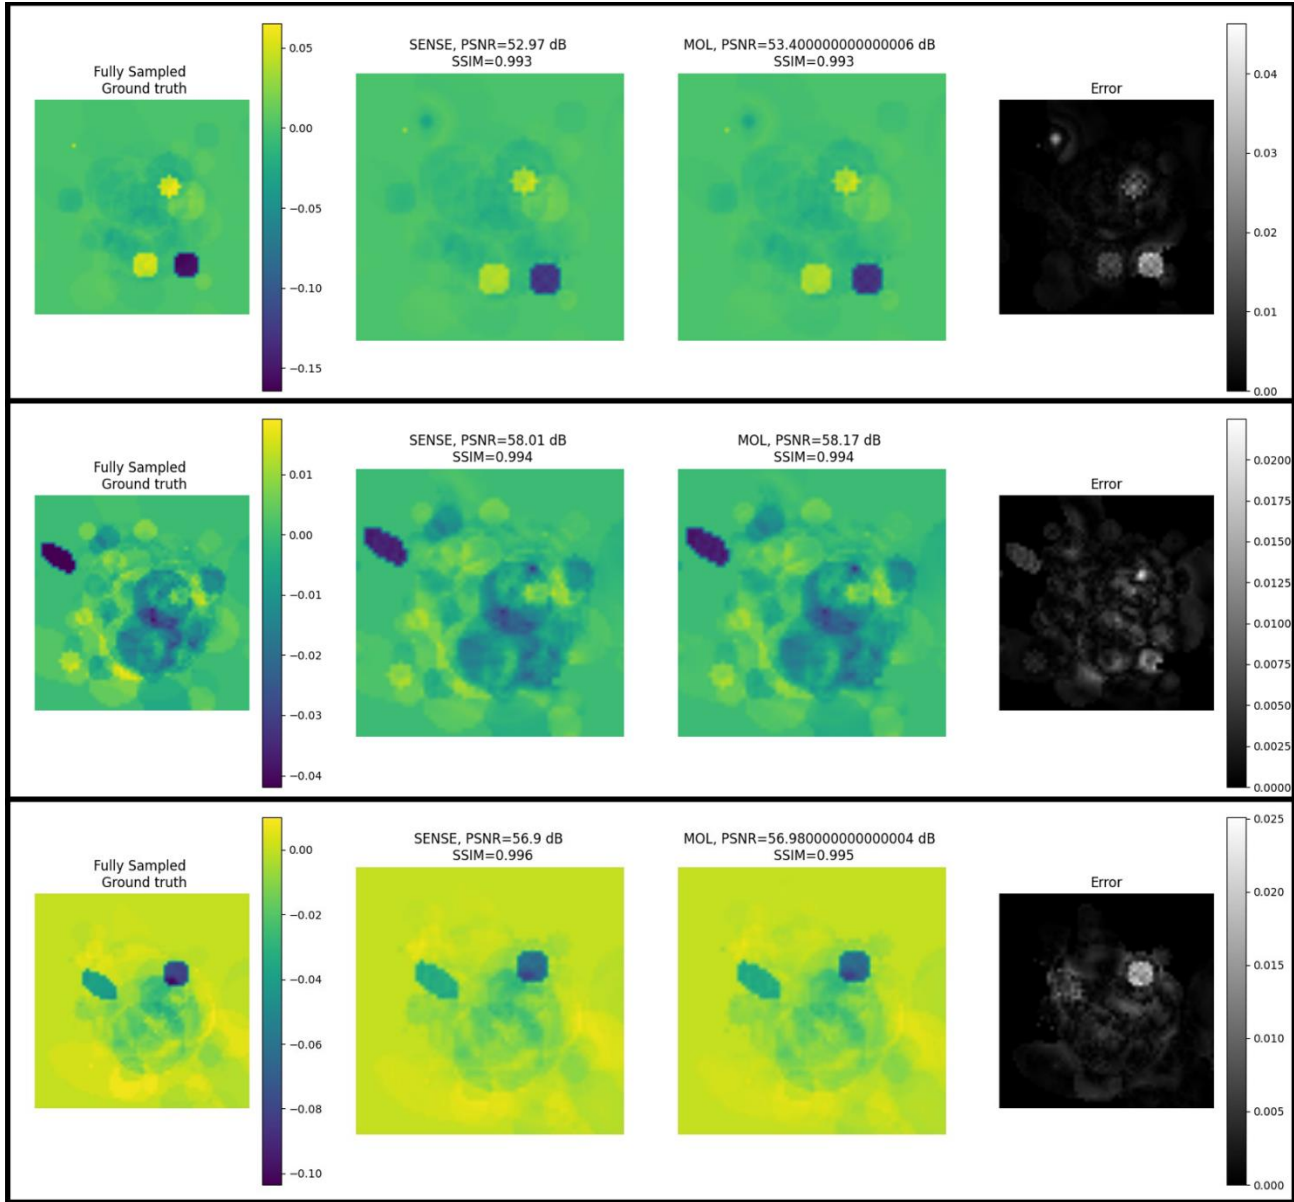 Fully Sampled
Ground truth
0.05
0.00
−0.05
−0.10
−0.15
SENSE, PSNR=52.97 dB
SSIM=0.993
MOL, PSNR=53.400000000000006 dB
SSIM=0.993
Error
0.04
0.03
0.02
0.01
0.00
Fully Sampled
Ground truth
0.01
0.00
−0.01
−0.02
−0.03
−0.04
SENSE, PSNR=58.01 dB
SSIM=0.994
MOL, PSNR=58.17 dB
SSIM=0.994
Error
0.0200
0.0175
0.0150
0.0125
0.0100
0.0075
0.0050
0.0025
0.0000
Fully Sampled
Ground truth
0.00
−0.02
−0.04
−0.06
−0.08
−0.10
SENSE, PSNR=56.9 dB
SSIM=0.996
MOL, PSNR=56.980000000000004 dB
SSIM=0.995
Error
0.025
0.020
0.015
0.010
0.005
0.000